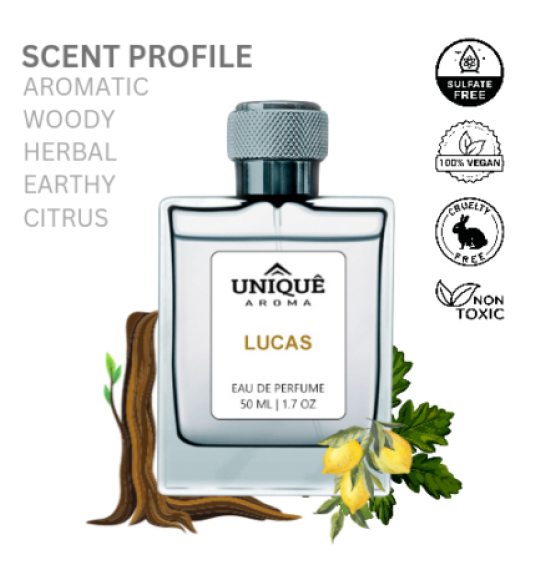 SCENT PROFILE
AROMATIC
WOODY
HERBAL
EARTHY
CITRUS
SULFATE
FREE
100% VEGAN
CRUELTY
FREE
NON
TOXIC
UNIQUÊ
AROMA
LUCAS
EAU DE PERFUME
50 ML | 1.7 OZ